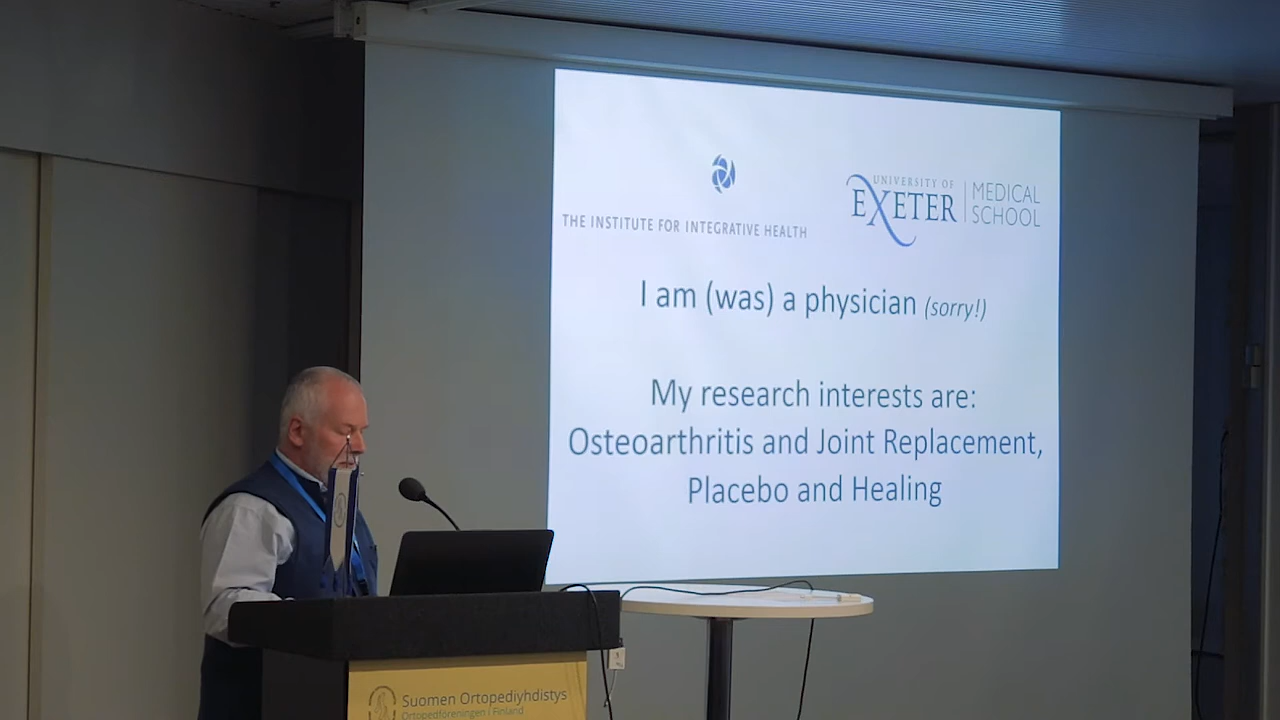 THE INSTITUTE FOR INTEGRATIVE HEALTH
UNIVERSITY OF
EXETER
MEDICAL
SCHOOL
I am (was) a physician (sorry!)
My research interests are:
Osteoarthritis and Joint Replacement,
Placebo and Healing
Suomen Ortopediyhdistys
Ortopedföreningen i Finland